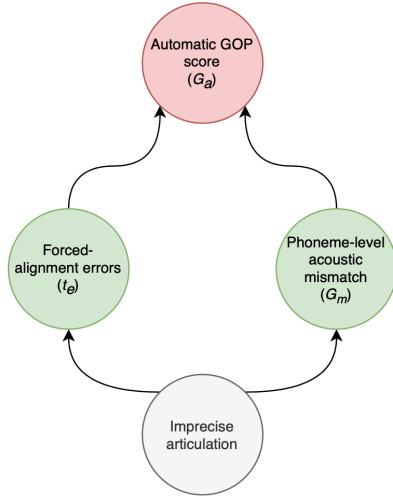 Automatic GOP
score
(Ga)
Forced-
alignment errors
(te)
Phoneme-level
acoustic
mismatch
(Gm)
Imprecise
articulation